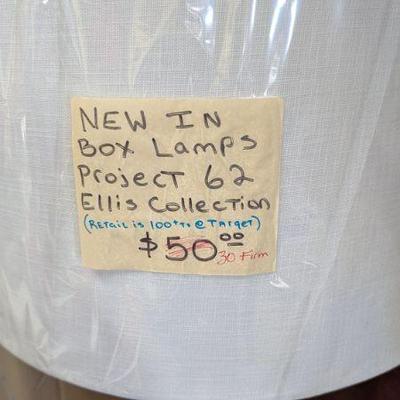 NEW IN
Box Lamps
Project 62
Ellis Collection
(Retail is 100+ @ Target)
$50.00
30 Firm